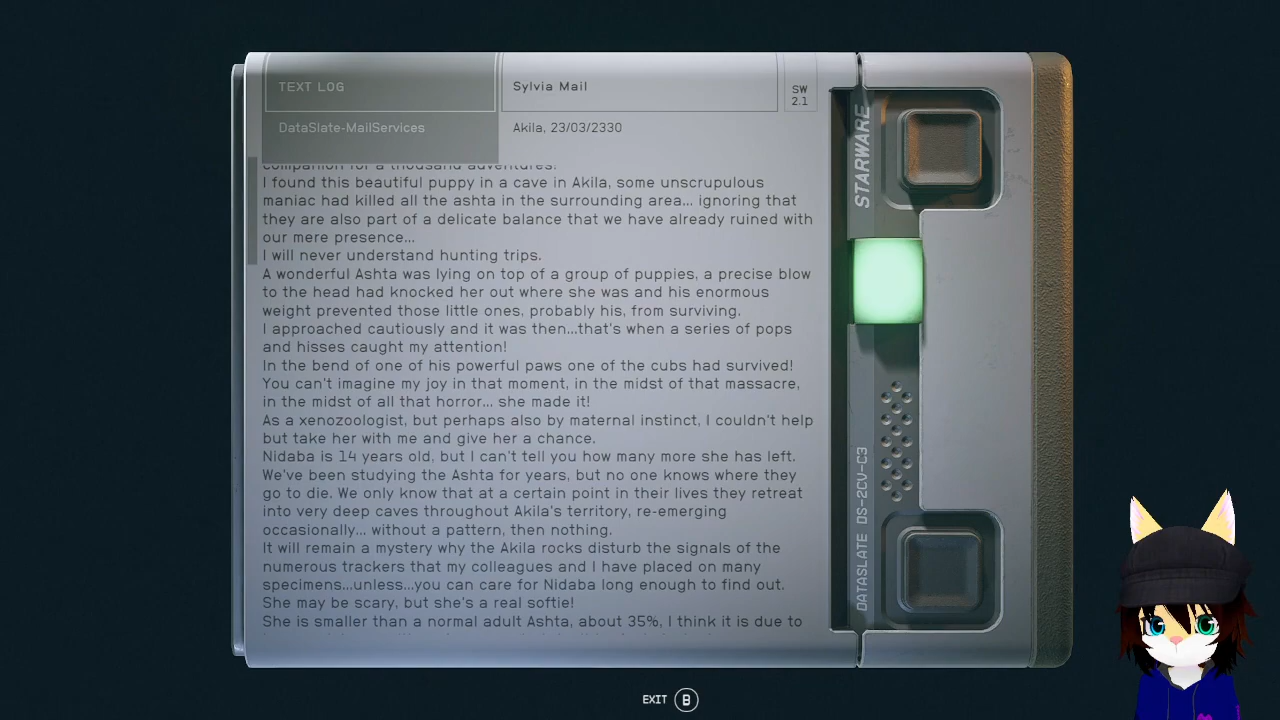 TEXT LOG
Sylvia Mail
SW
2.1
DataSlate-MailServices
Akila, 23/03/2330
companion for a thousand adventures!
I found this beautiful puppy in a cave in Akila, some unscrupulous
maniac had killed all the ashta in the surrounding area... ignoring that
they are also part of a delicate balance that we have already ruined with
our mere presence...
I will never understand hunting trips.
A wonderful Ashta was lying on top of a group of puppies, a precise blow
to the head had knocked her out where she was and his enormous
weight prevented those little ones, probably his, from surviving.
I approached cautiously and it was then...that's when a series of pops
and hisses caught my attention!
In the bend of one of his powerful paws one of the cubs had survived!
You can't imagine my joy in that moment, in the midst of that massacre,
in the midst of all that horror... she made it!
As a xenozoologist, but perhaps also by maternal instinct, I couldn't help
but take her with me and give her a chance.
Nidaba is 14 years old, but I can't tell you how many more she has left.
We've been studying the Ashta for years, but no one knows where they
go to die. We only know that at a certain point in their lives they retreat
into very deep caves throughout Akila's territory, re-emerging
occasionally... without a pattern, then nothing.
It will remain a mystery why the Akila rocks disturb the signals of the
numerous trackers that my colleagues and I have placed on many
specimens...unless...you can care for Nidaba long enough to find out.
She may be scary, but she's a real softie!
She is smaller than a normal adult Ashta, about 35%, I think it is due to
STARWARE
DATASLATE DS-2CV-C3
EXIT B